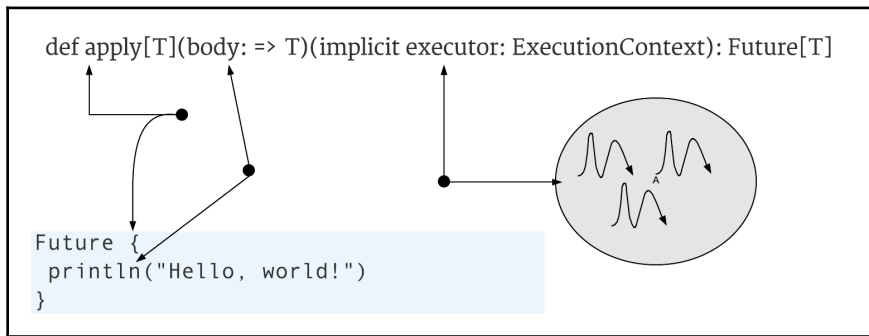 def apply[T](body: => T)(implicit executor: ExecutionContext): Future[T]
A
Future {
 println("Hello, world!")
}